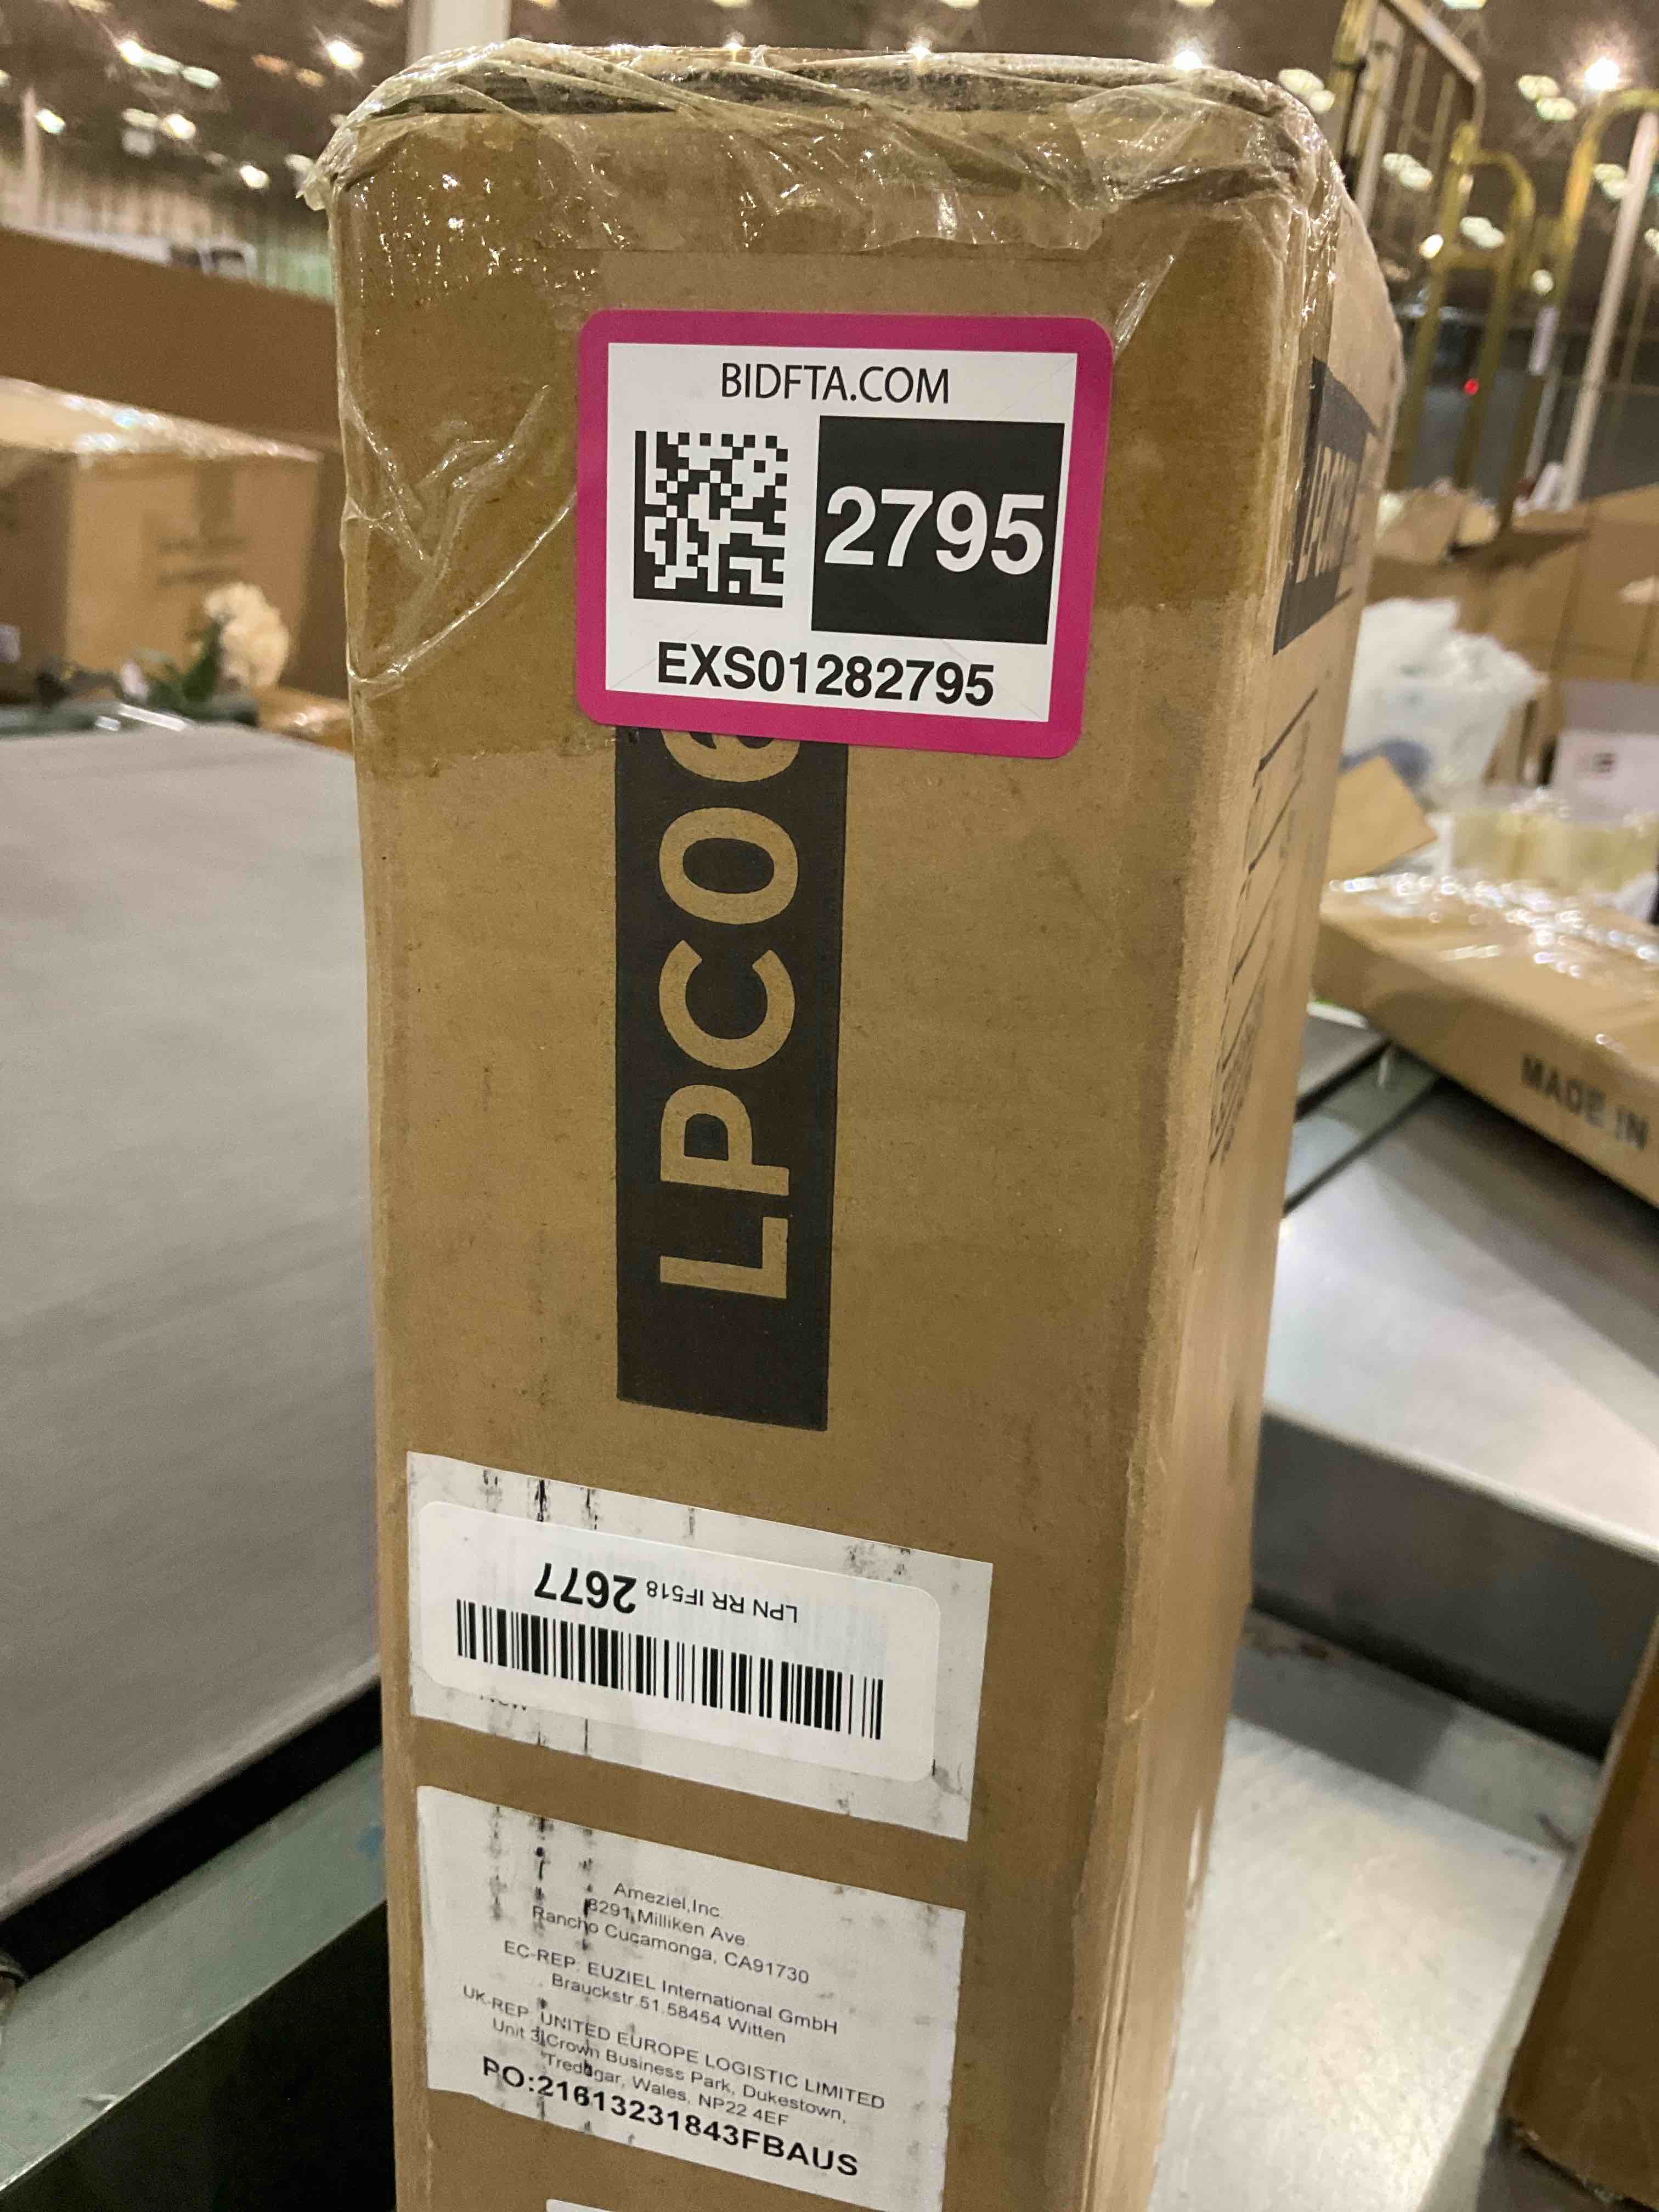 BIDFTA.COM
2795
EXS01282795
LPC06
LPN RR IF518 2677
Ameziel,Inc
8291 Milliken Ave
Rancho Cucamonga, CA91730
EC-REP: EUZIEL International GmbH
Brauckstr.51.58454 Witten
UK-REP: UNITED EUROPE LOGISTIC LIMITED
Unit 3 Crown Business Park, Dukestown,
Tredegar, Wales, NP22 4EF
PO:21613231843FBAUS
MADE IN